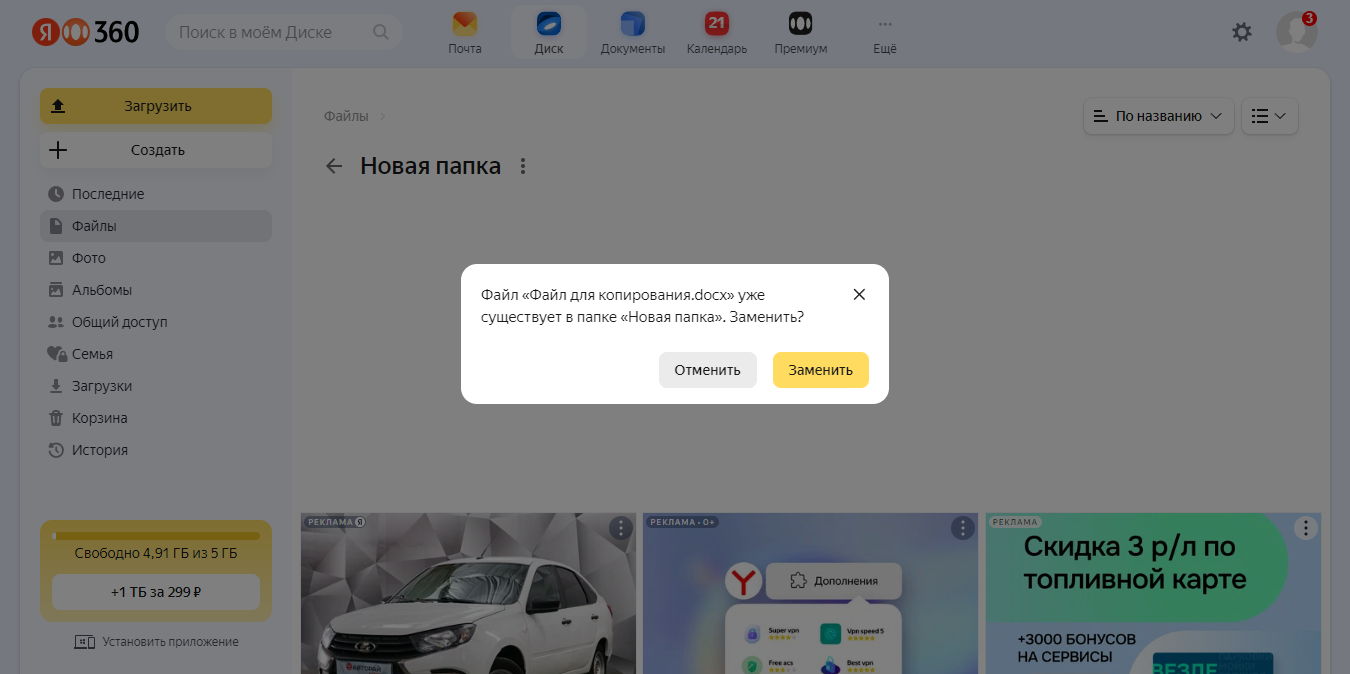 Я 360
Поиск в моём Диске
Почта
Диск
Документы
21
Календарь
Премиум
Ещё
3
Загрузить
Создать
Последние
Файлы
Фото
Альбомы
Общий доступ
Семья
Загрузки
Корзина
История
Свободно 4,91 ГБ из 5 ГБ
+1 ТБ за 299 ₽
Установить приложение
Файлы
По названию
Новая папка
Файл «Файл для копирования.docx» уже
существует в папке «Новая папка». Заменить?
Отменить
Заменить
РЕКЛАМА Я
АВТОРАЙ
РЕКЛАМА • 0+
Y
Дополнения
Super vpn
Vpn speed 5
Free acs
Best vpn
РЕКЛАМА
Скидка 3 р/л по
топливной карте
+3000 БОНУСОВ
НА СЕРВИСЫ
ВЕЗДЕ